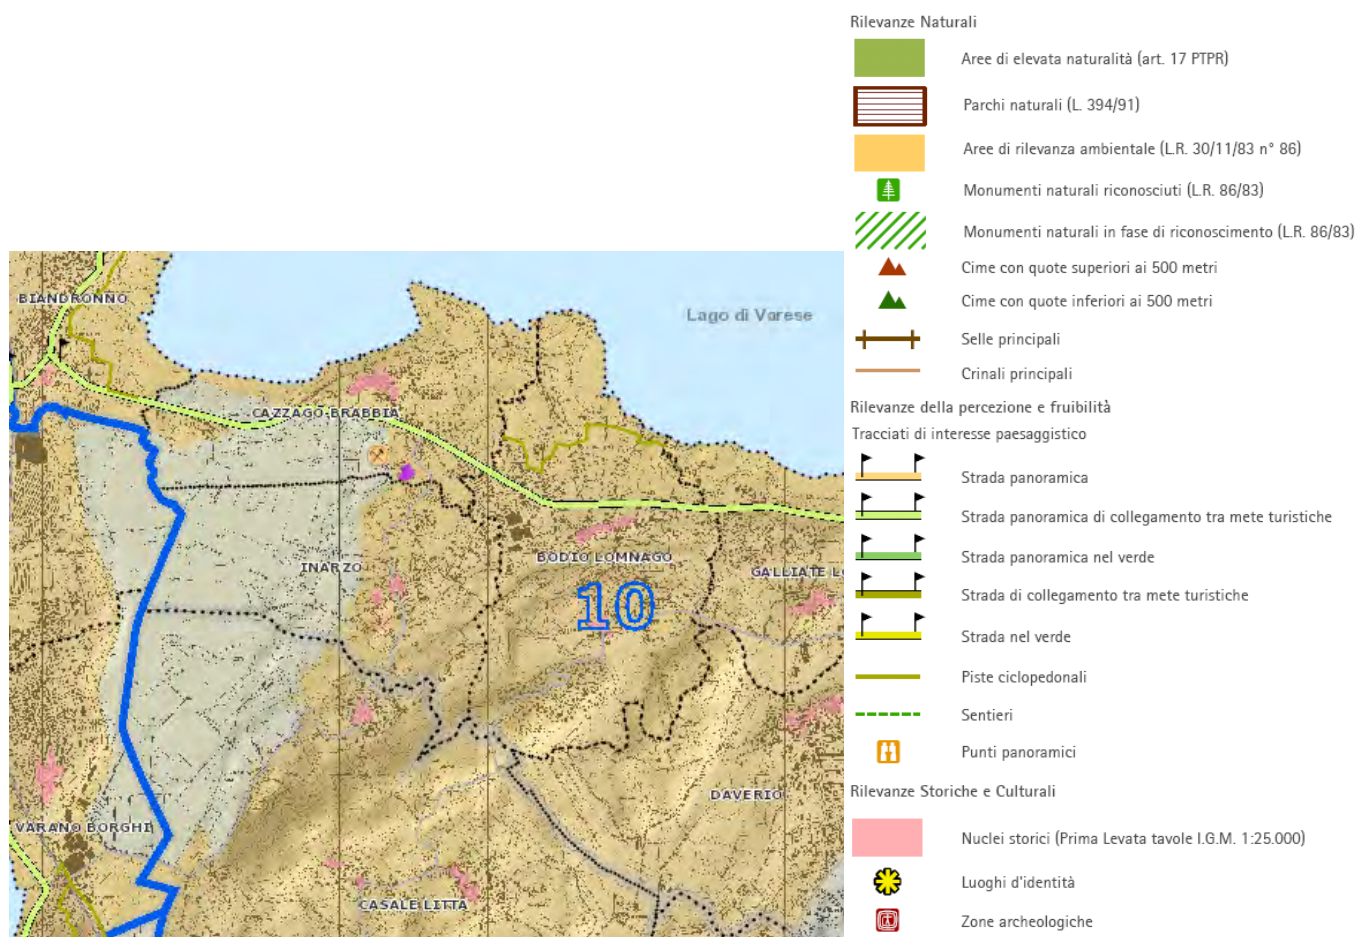 Rilevanze Naturali
Aree di elevata naturalità (art. 17 PTPR)
Parchi naturali (L. 394/91)
Aree di rilevanza ambientale (L.R. 30/11/83 n° 86)
Monumenti naturali riconosciuti (L.R. 86/83)
Monumenti naturali in fase di riconoscimento (L.R. 86/83)
Cime con quote superiori ai 500 metri
Cime con quote inferiori ai 500 metri
Selle principali
Crinali principali
Rilevanze della percezione e fruibilità
Tracciati di interesse paesaggistico
Strada panoramica
Strada panoramica di collegamento tra mete turistiche
Strada panoramica nel verde
Strada di collegamento tra mete turistiche
Strada nel verde
Piste ciclopedonali
Sentieri
Punti panoramici
Rilevanze Storiche e Culturali
Nuclei storici (Prima Levata tavole I.G.M. 1:25.000)
Luoghi d'identità
Zone archeologiche
BIANDRONNO
Lago di Varese
CAZZAGO BRABBIA
INARZO
BODIO LOMNAGO
GALLIATE L
10
DAVERIO
VARANO BORGHI
CASALE LITTA